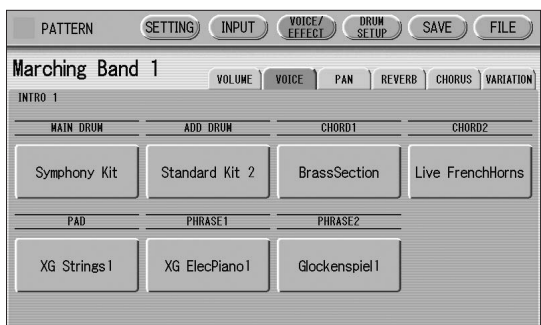 PATTERN SETTING INPUT VOICE/EFFECT DRUM SETUP SAVE FILE
Marching Band 1 VOLUME VOICE PAN REVERB CHORUS VARIATION
INTRO 1
MAIN DRUM ADD DRUM CHORD1 CHORD2
Symphony Kit Standard Kit 2 BrassSection Live FrenchHorns
PAD PHRASE1 PHRASE2
XG Strings1 XG ElecPiano1 Glockenspiel1